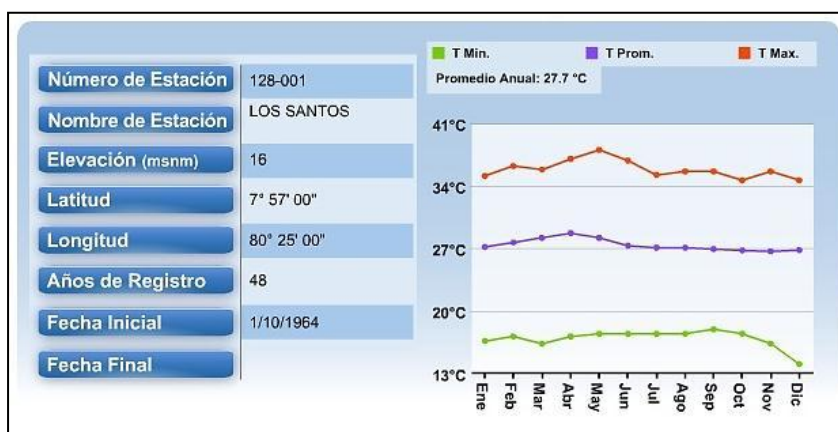 Número de Estación 128-001
Nombre de Estación LOS SANTOS
Elevación (msnm) 16
Latitud 7° 57' 00"
Longitud 80° 25' 00"
Años de Registro 48
Fecha Inicial 1/10/1964
Fecha Final
T Min. T Prom. T Max.
Promedio Anual: 27.7 °C
41°C
34°C
27°C
20°C
13°C
Ene Feb Mar Abr May Jun Jul Ago Sep Oct Nov Dic